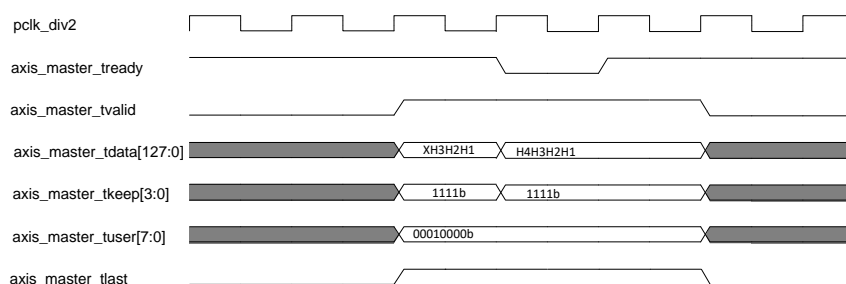 pclk_div2
axis_master_tready
axis_master_tvalid
axis_master_tdata[127:0] XH3H2H1 H4H3H2H1
axis_master_tkeep[3:0] 1111b 1111b
axis_master_tuser[7:0] 00010000b
axis_master_tlast